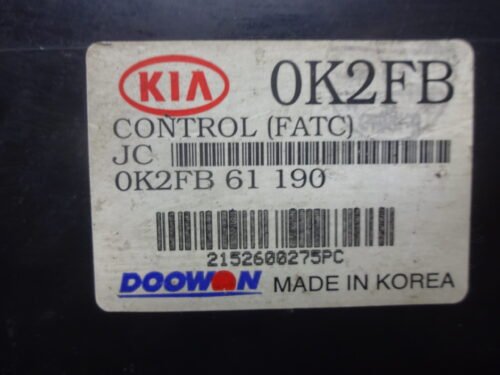 KIA 0K2FB
CONTROL (FATC)
JC
0K2FB 61 190
2152600275PC
DOOWON MADE IN KOREA